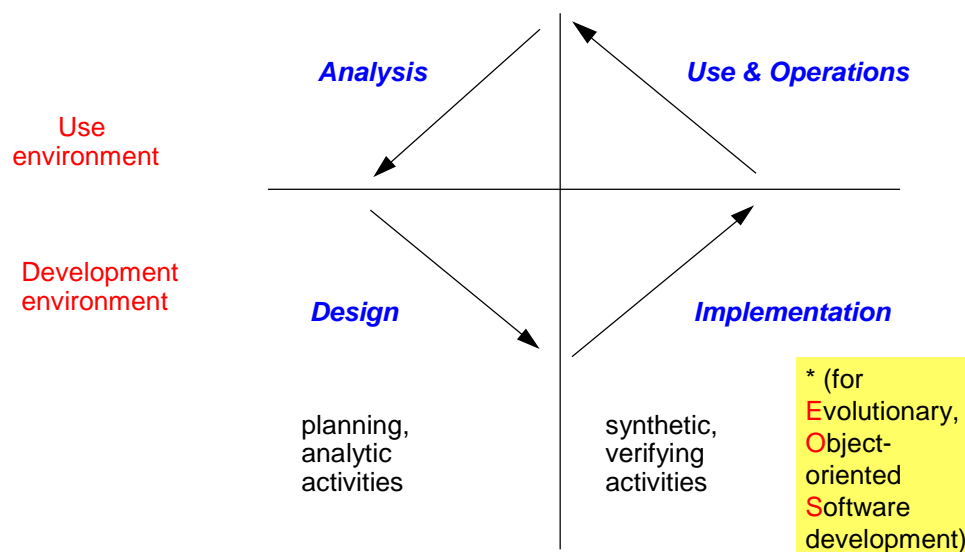 Analysis
Use & Operations
Use
environment
Development
environment
Design
Implementation
planning,
analytic
activities
synthetic,
verifying
activities
* (for
Evolutionary,
Object-
oriented
Software
development)